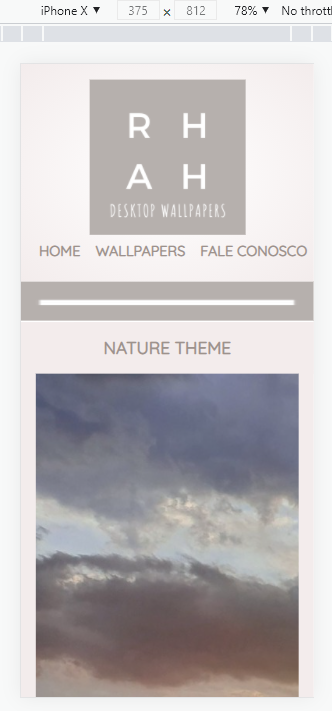 iPhone X ▼ 375 × 812 78% ▼ No thrott
R H
A H
DESKTOP WALLPAPERS
HOME WALLPAPERS FALE CONOSCO
NATURE THEME